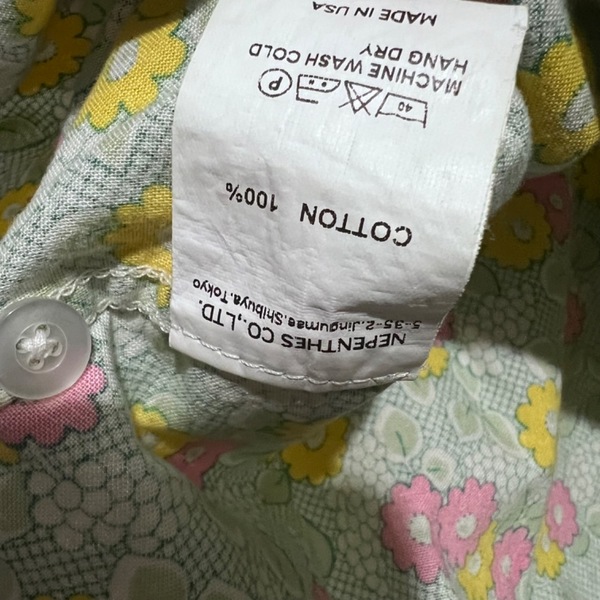 NEPENTHES CO.,LTD.
5-35-2,Jingumae,Shibuya,Tokyo
COTTON 100%
40 P
MACHINE WASH COLD
HANG DRY
MADE IN USA